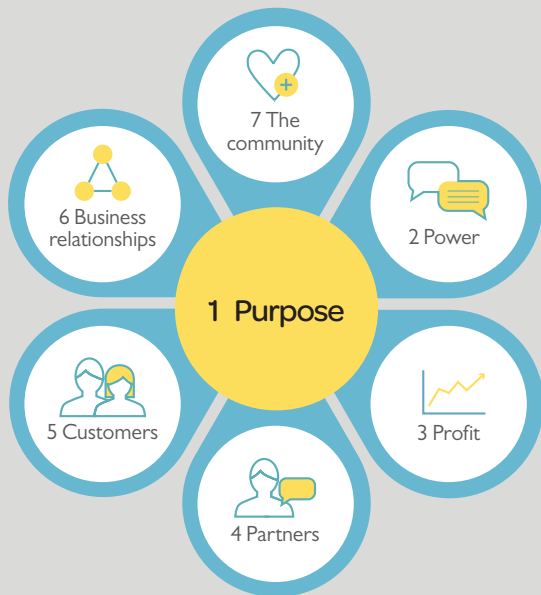 1 Purpose
2 Power
3 Profit
4 Partners
5 Customers
6 Business
relationships
7 The
community